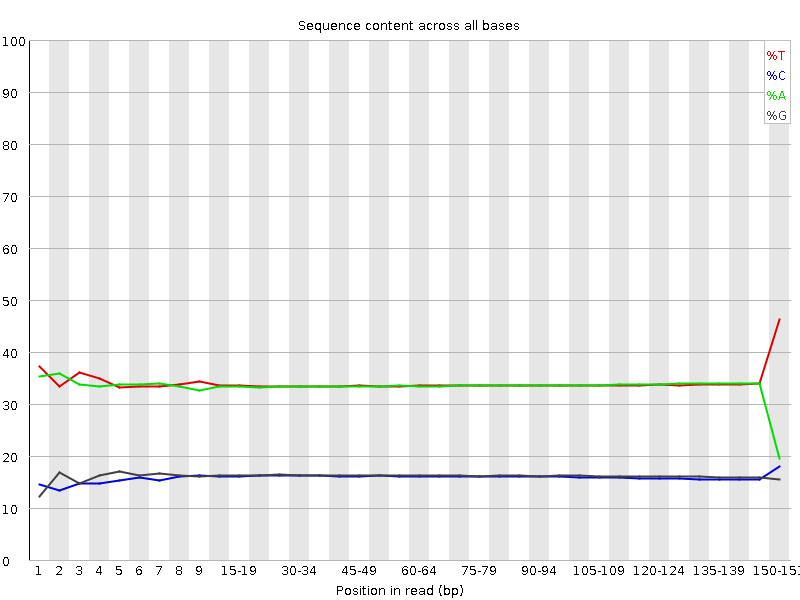 Sequence content across all bases
100
90
80
70
60
50
40
30
20
10
0
%T
%C
%A
%G
1 2 3 4 5 6 7 8 9 15-19 30-34 45-49 60-64 75-79 90-94 105-109 120-124 135-139 150-151
Position in read (bp)